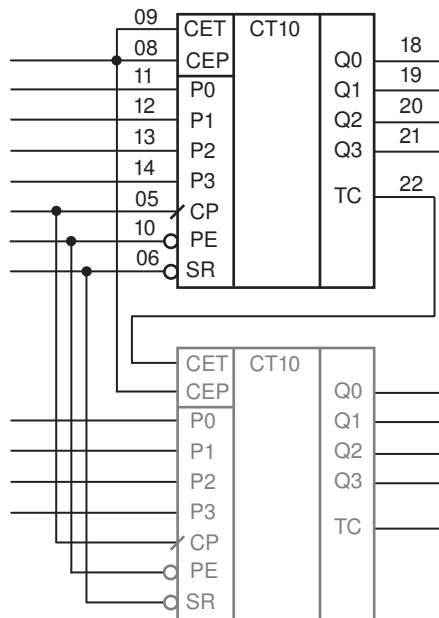 09 CET CT10
08 CEP Q0 18
11 P0 Q1 19
12 P1 Q2 20
13 P2 Q3 21
14 P3 TC 22
05 CP
10 PE
06 SR
CET CT10
CEP Q0
P0 Q1
P1 Q2
P2 Q3
P3 TC
CP
PE
SR